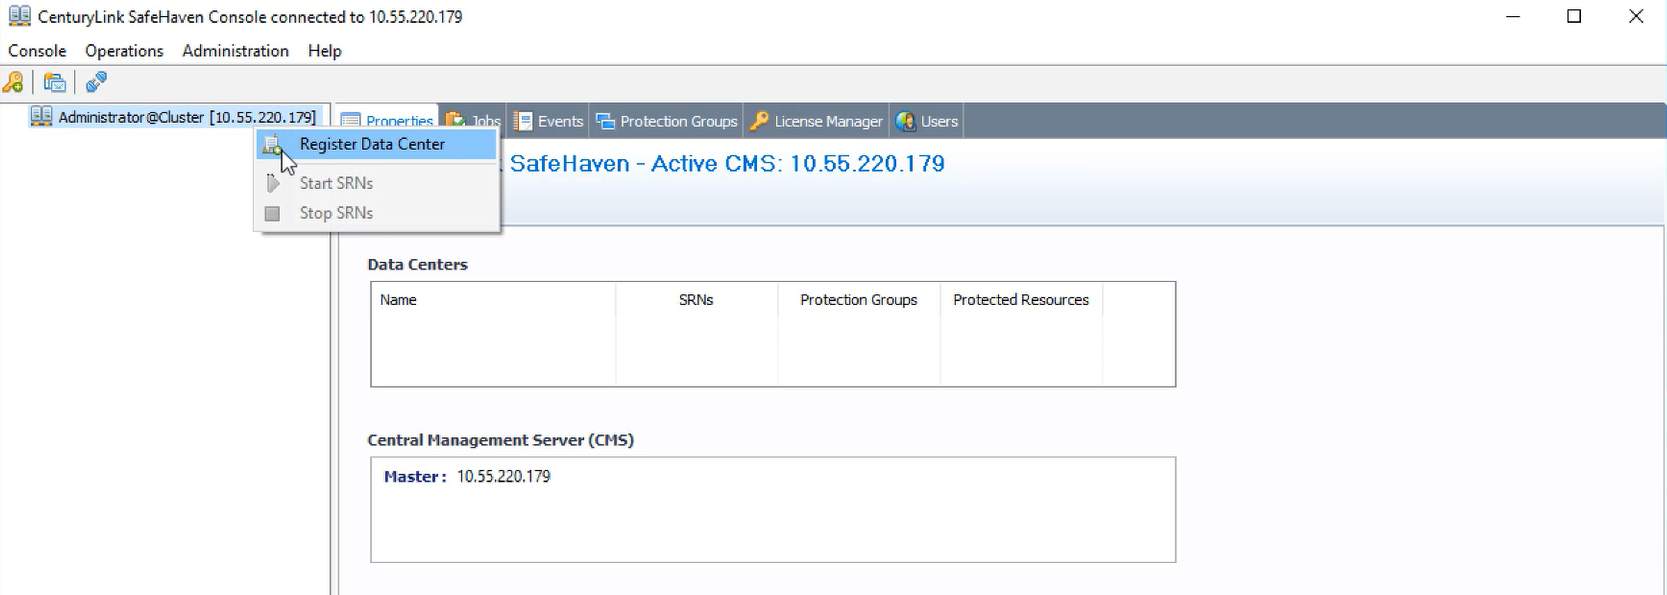 CenturyLink SafeHaven Console connected to 10.55.220.179
Console Operations Administration Help
Administrator@Cluster [10.55.220.179]
Properties Jobs Events Protection Groups License Manager Users
Register Data Center
Start SRNs
Stop SRNs
SafeHaven - Active CMS: 10.55.220.179
Data Centers
Name SRNs Protection Groups Protected Resources
Central Management Server (CMS)
Master : 10.55.220.179